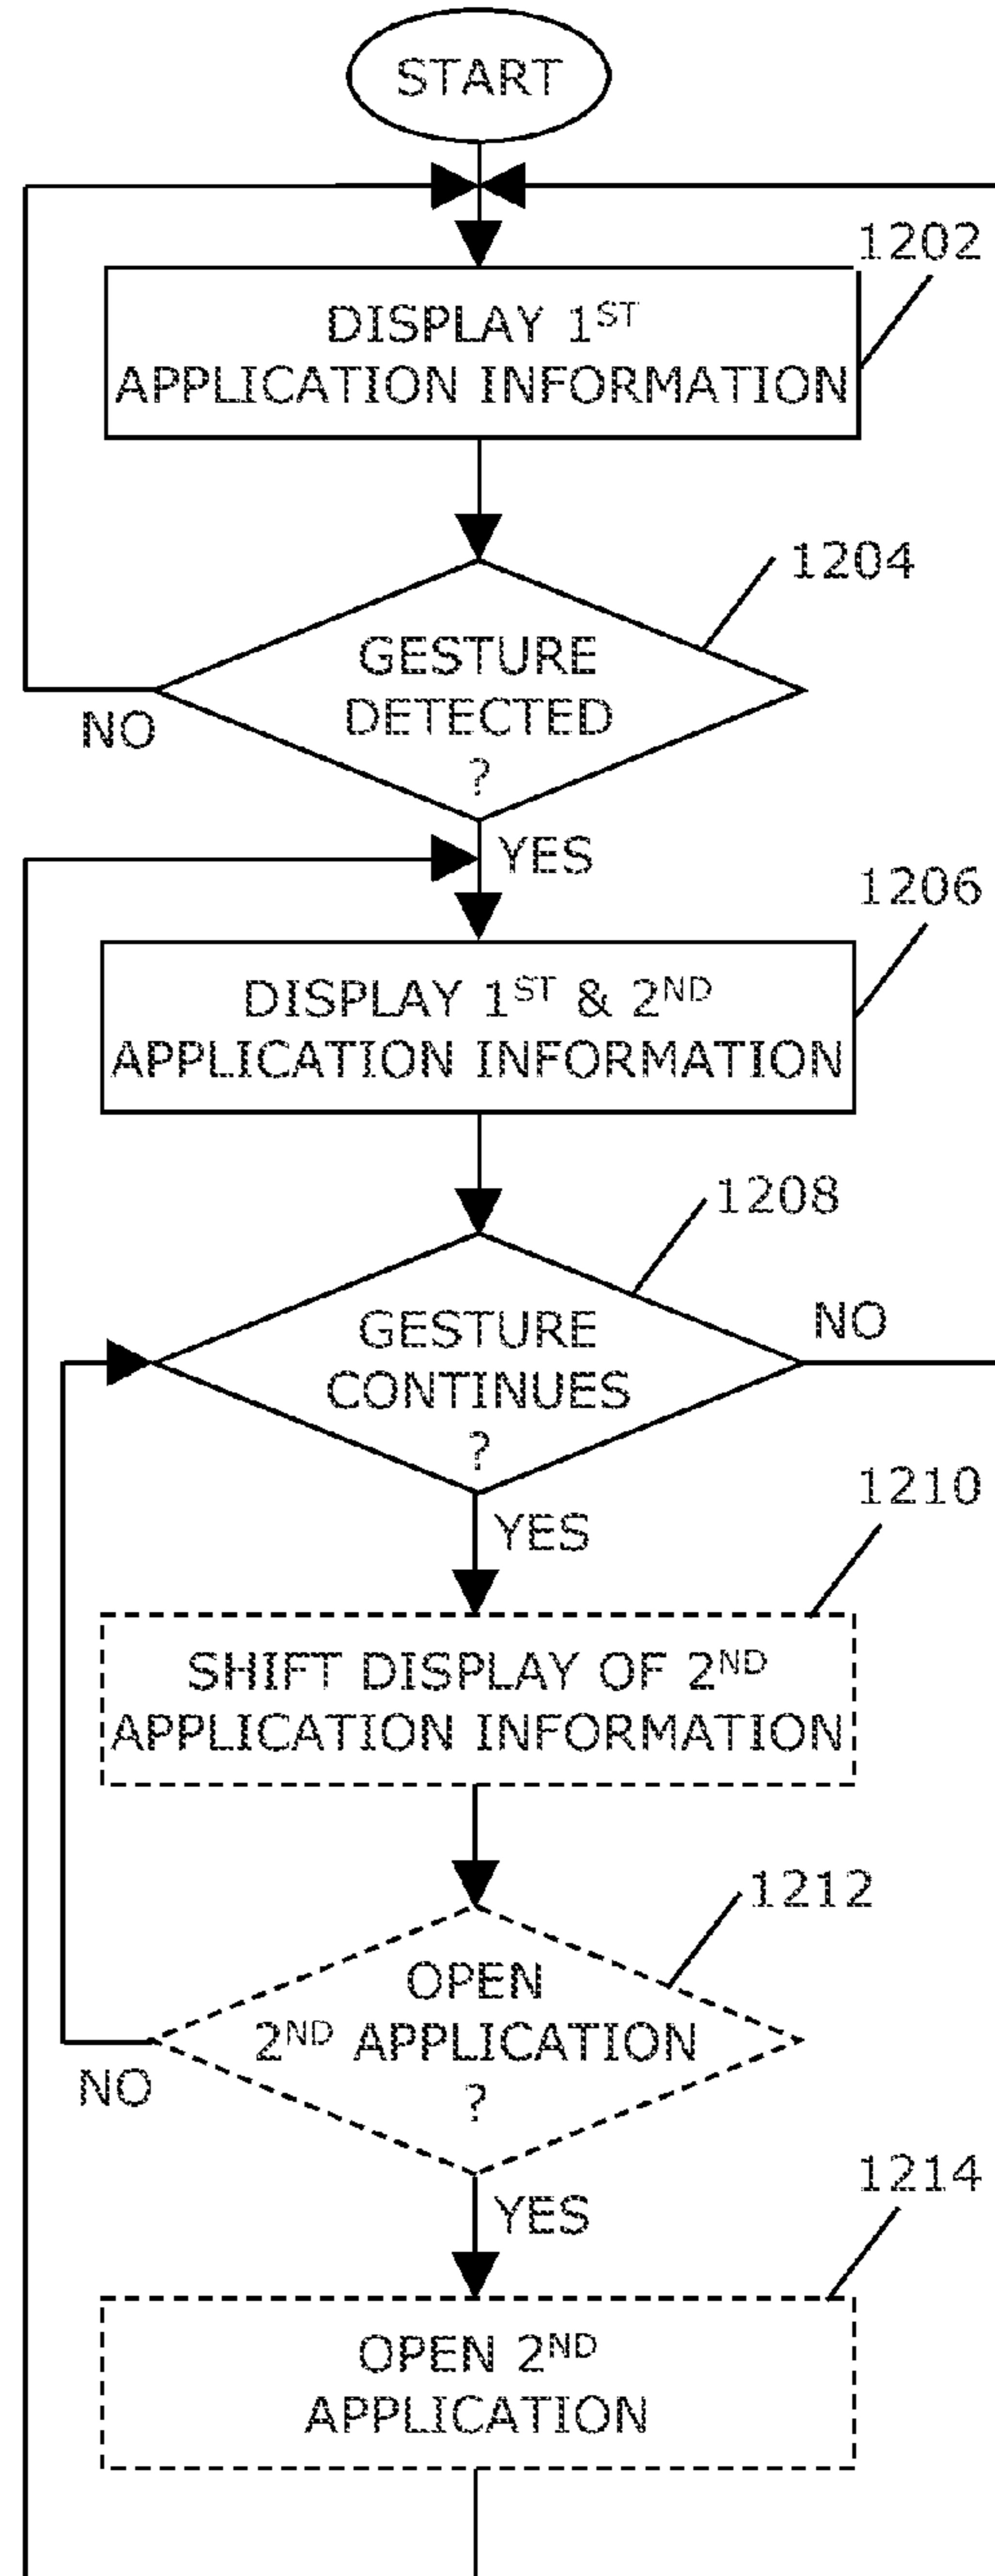 START
1202
DISPLAY 1ST
APPLICATION INFORMATION
1204
GESTURE
DETECTED
?
NO
YES
1206
DISPLAY 1ST & 2ND
APPLICATION INFORMATION
1208
GESTURE
CONTINUES
?
NO
YES
1210
SHIFT DISPLAY OF 2ND
APPLICATION INFORMATION
1212
OPEN
2ND APPLICATION
?
NO
YES
1214
OPEN 2ND
APPLICATION